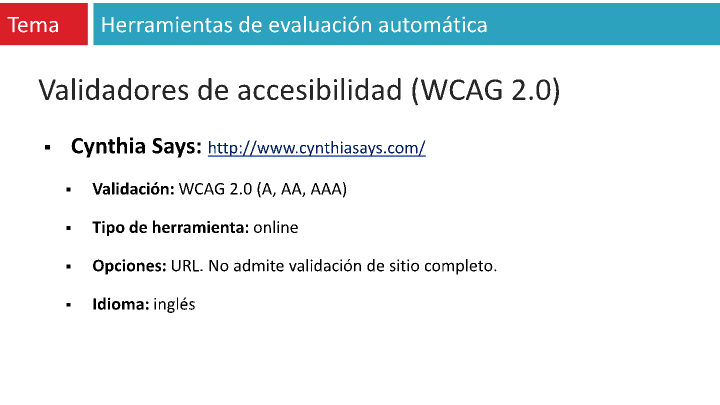 Tema
Herramientas de evaluación automática
Validadores de accesibilidad (WCAG 2.0)
▪ Cynthia Says: http://www.cynthiasays.com/
▪ Validación: WCAG 2.0 (A, AA, AAA)
▪ Tipo de herramienta: online
▪ Opciones: URL. No admite validación de sitio completo.
▪ Idioma: inglés